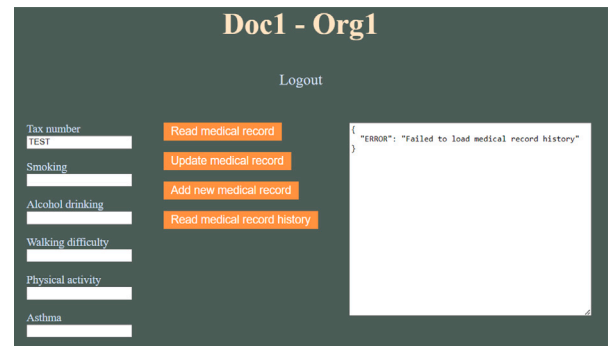 Doc1 - Org1
Logout
Tax number
TEST
Smoking
Alcohol drinking
Walking difficulty
Physical activity
Asthma
Read medical record
Update medical record
Add new medical record
Read medical record history
{
"ERROR": "Failed to load medical record history"
}